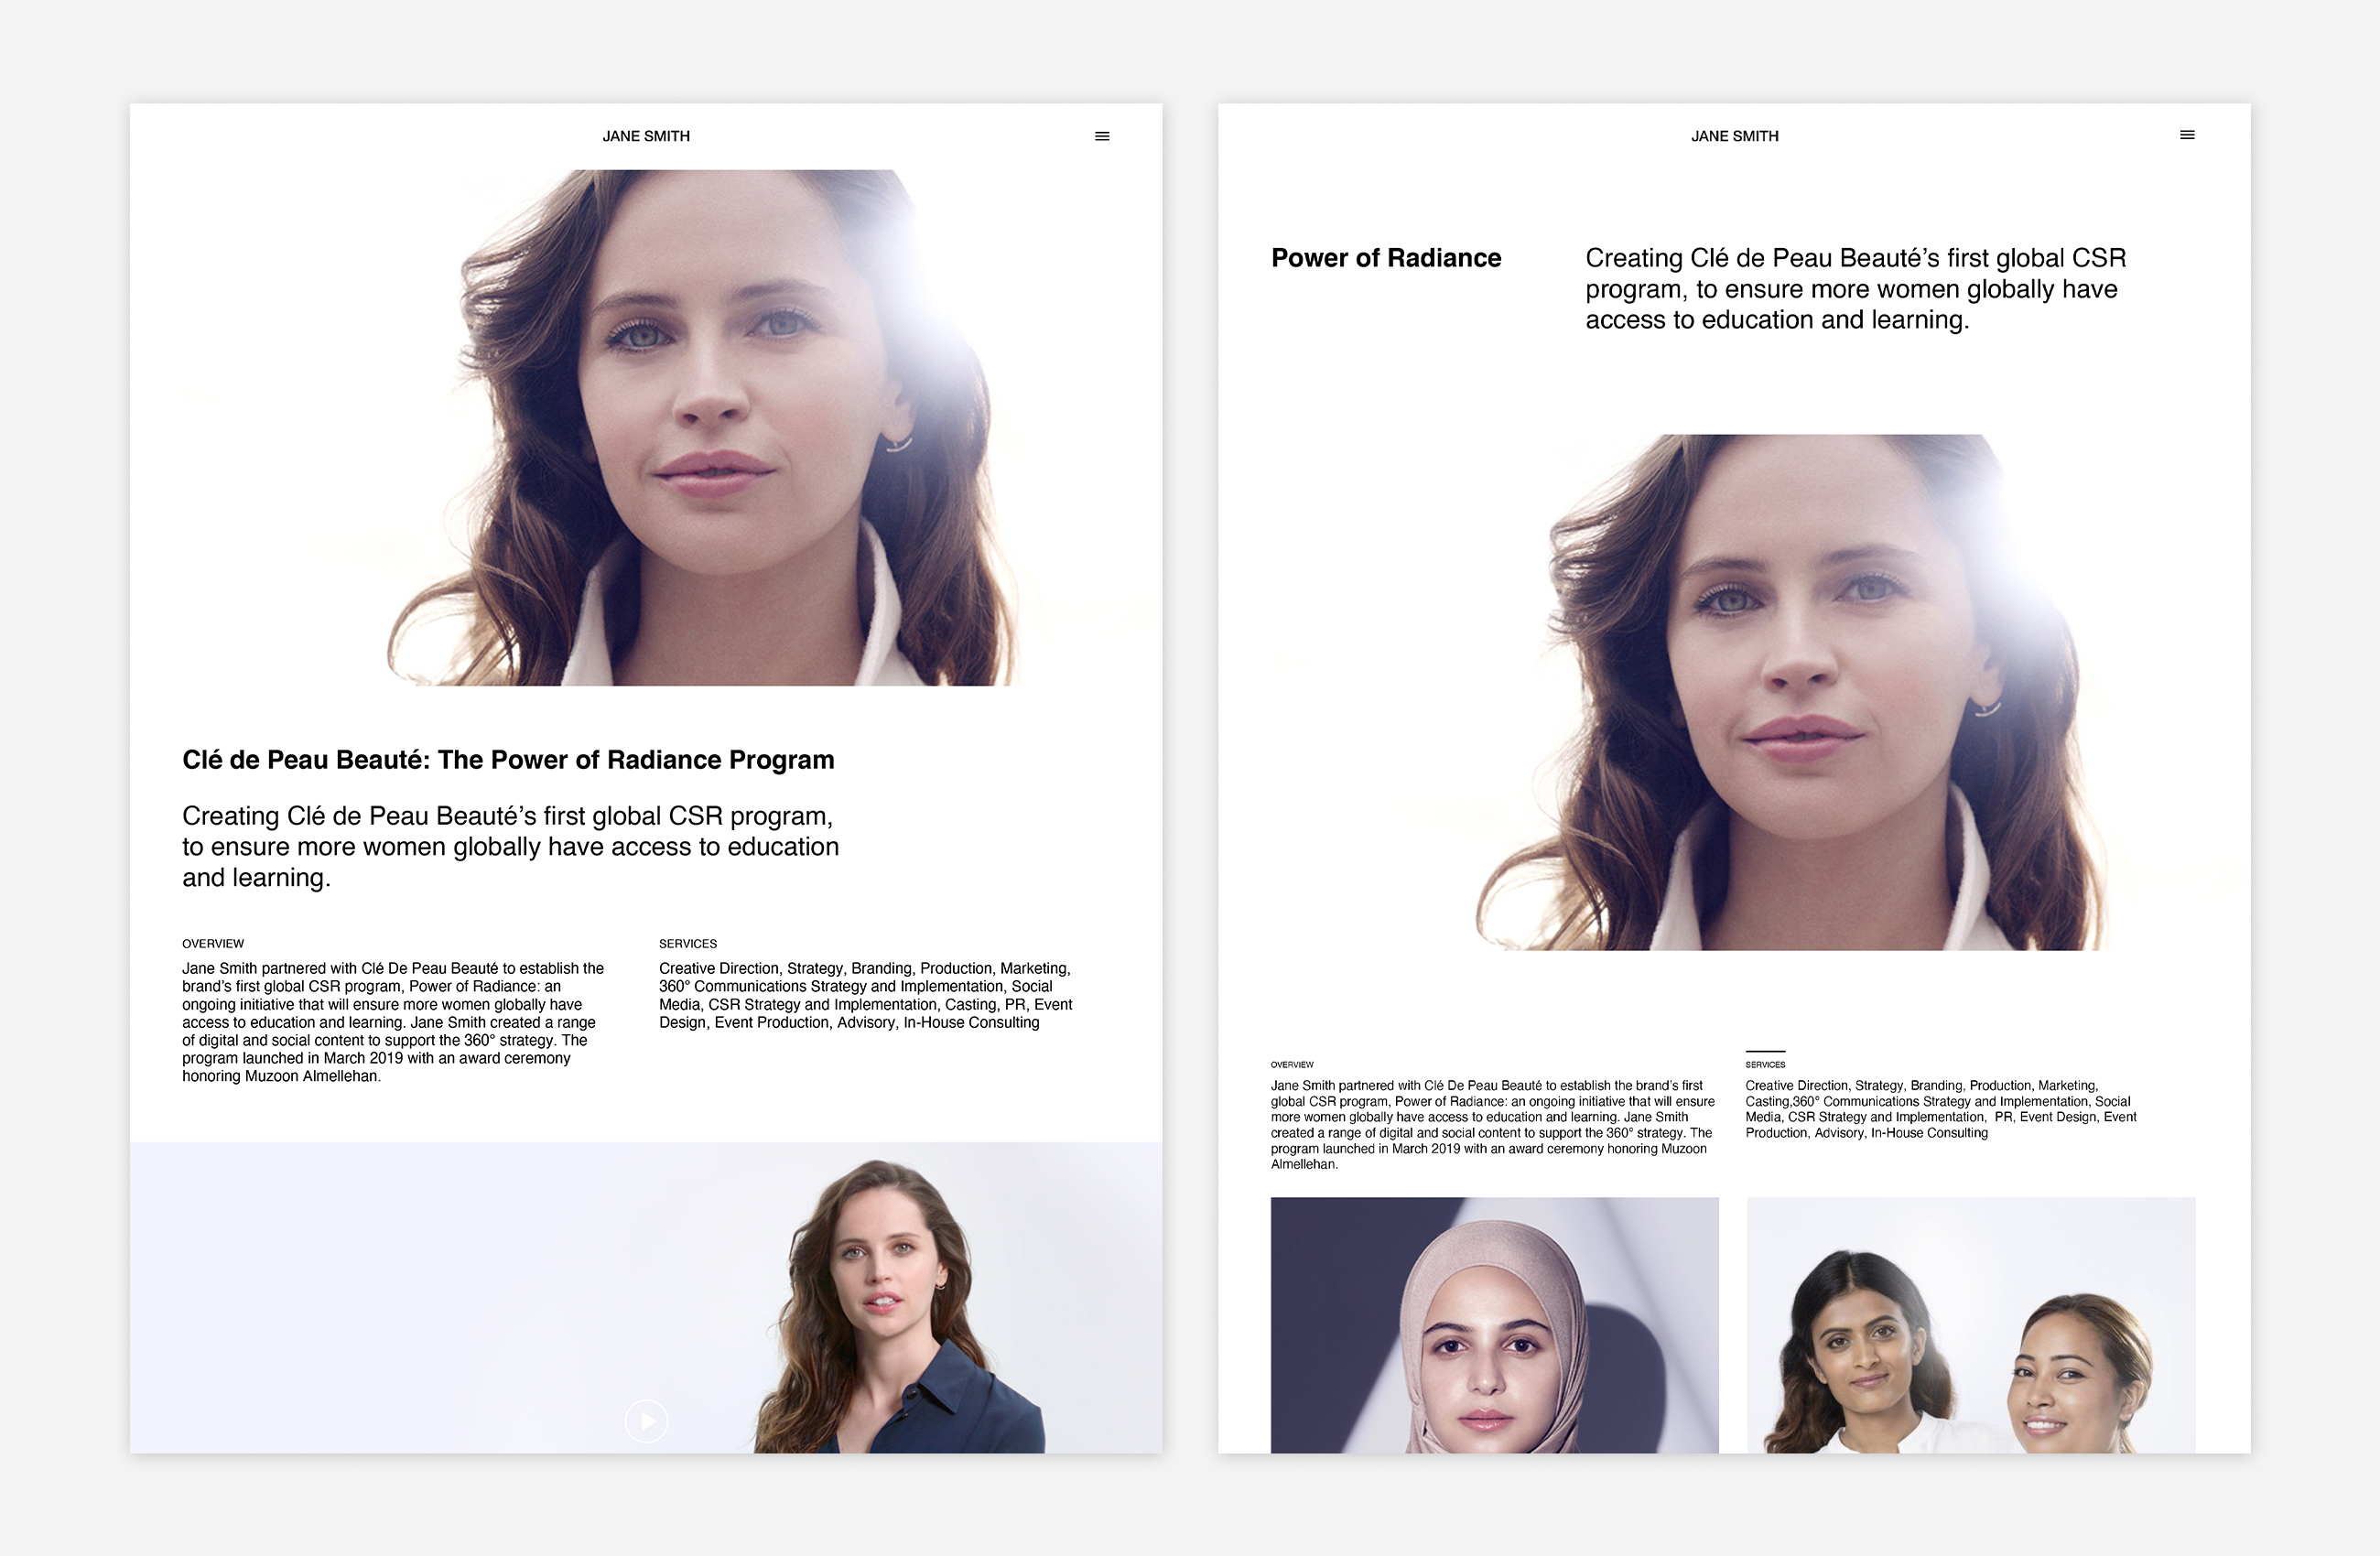 JANE SMITH
Clé de Peau Beauté: The Power of Radiance Program
Creating Clé de Peau Beauté’s first global CSR program,
to ensure more women globally have access to education
and learning.
OVERVIEW
Jane Smith partnered with Clé De Peau Beauté to establish the
brand’s first global CSR program, Power of Radiance: an
ongoing initiative that will ensure more women globally have
access to education and learning. Jane Smith created a range
of digital and social content to support the 360° strategy. The
program launched in March 2019 with an award ceremony
honoring Muzoon Almellehan.
SERVICES
Creative Direction, Strategy, Branding, Production, Marketing,
360° Communications Strategy and Implementation, Social
Media, CSR Strategy and Implementation, Casting, PR, Event
Design, Event Production, Advisory, In-House Consulting
JANE SMITH
Power of Radiance
Creating Clé de Peau Beauté’s first global CSR
program, to ensure more women globally have
access to education and learning.
OVERVIEW
Jane Smith partnered with Clé De Peau Beauté to establish the brand’s first
global CSR program, Power of Radiance: an ongoing initiative that will ensure
more women globally have access to education and learning. Jane Smith
created a range of digital and social content to support the 360° strategy. The
program launched in March 2019 with an award ceremony honoring Muzoon
Almellehan.
SERVICES
Creative Direction, Strategy, Branding, Production, Marketing,
Casting,360° Communications Strategy and Implementation, Social
Media, CSR Strategy and Implementation,  PR, Event Design, Event
Production, Advisory, In-House Consulting